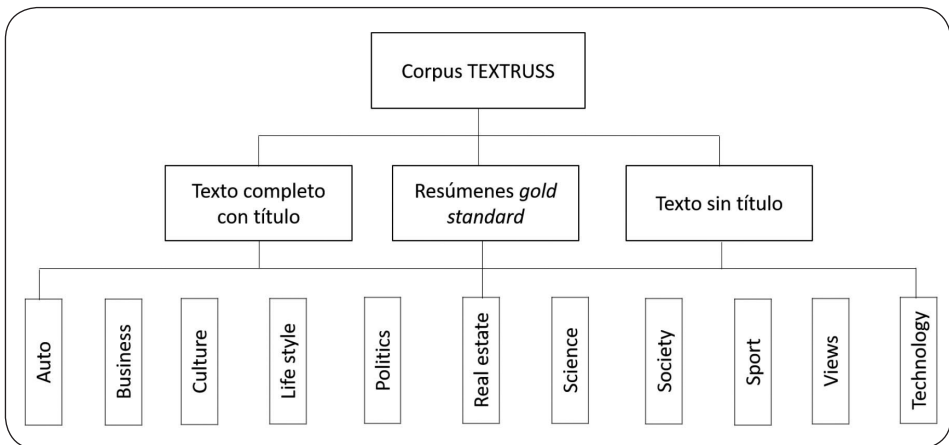 Corpus TEXTRUSS
Texto completo
con título
Resúmenes gold
standard
Texto sin título
Auto
Business
Culture
Life style
Politics
Real estate
Science
Society
Sport
Views
Technology